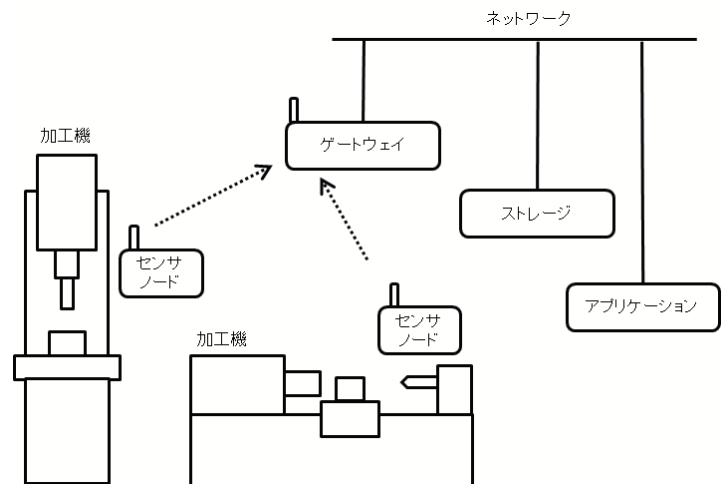 ネットワーク
ゲートウェイ
加工機
ストレージ
センサ
ノード
アプリケーション
センサ
ノード
加工機